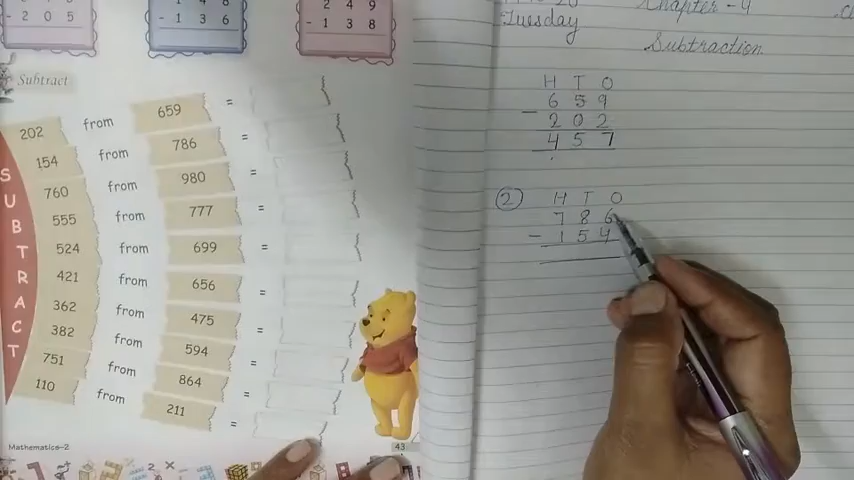 - 2 0 5
- 1 3 6
2 4 9
- 1 3 8
Subtract
SUBTRACT
202 from 659 =
154 from 786 =
760 from 980 =
555 from 777 =
524 from 699 =
421 from 656 =
362 from 475 =
382 from 594 =
751 from 864 =
110 from 211 =
Mathematics-2
43
Tuesday
Chapter - 4
Subtraction
H T O
6 5 9
- 2 0 2
4 5 7
2 H T O
7 8 6
- 1 5 4